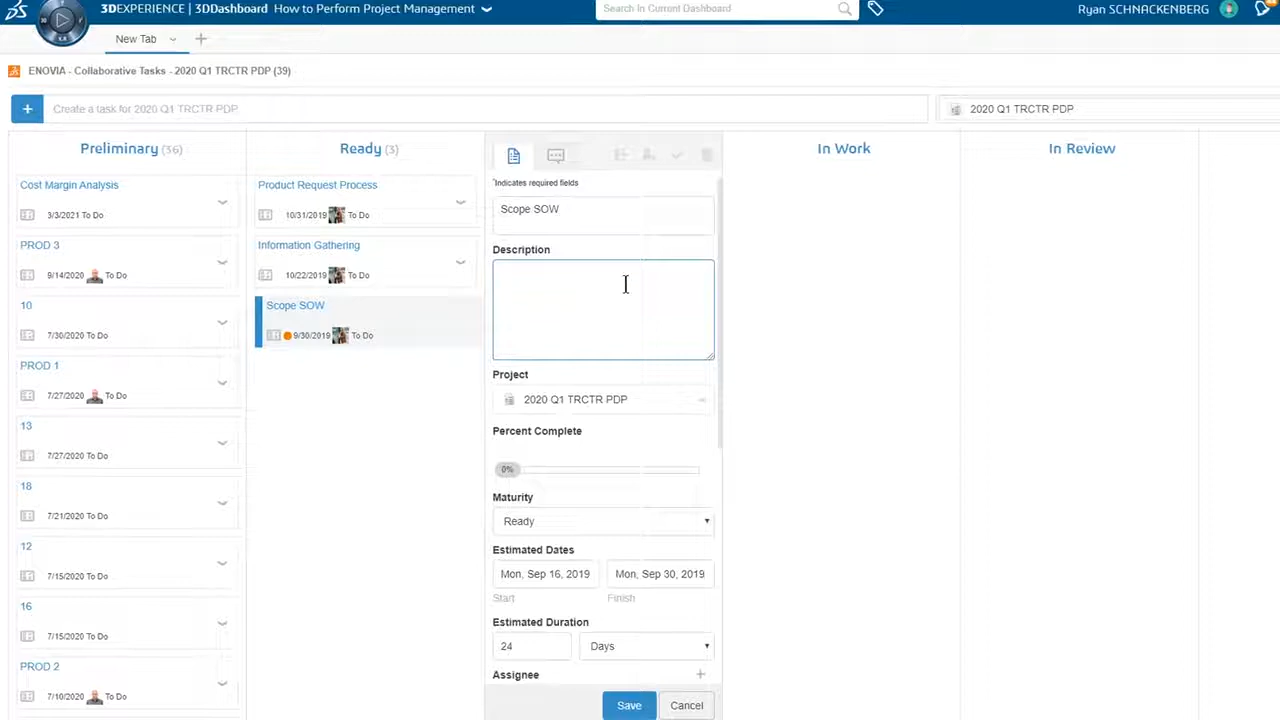 3DEXPERIENCE | 3DDashboard How to Perform Project Management
Search In Current Dashboard
Ryan SCHNACKENBERG
New Tab
ENOVIA - Collaborative Tasks - 2020 Q1 TRCTR PDP (39)
Create a task for 2020 Q1 TRCTR PDP
2020 Q1 TRCTR PDP
Preliminary (36)
Cost Margin Analysis
3/3/2021 To Do
PROD 3
9/14/2020 To Do
10
7/30/2020 To Do
PROD 1
7/27/2020 To Do
13
7/27/2020 To Do
18
7/21/2020 To Do
12
7/15/2020 To Do
16
7/15/2020 To Do
PROD 2
7/10/2020 To Do
Ready (3)
Product Request Process
10/31/2019 To Do
Information Gathering
10/22/2019 To Do
Scope SOW
9/30/2019 To Do
*Indicates required fields
Scope SOW
Description
Project
2020 Q1 TRCTR PDP
Percent Complete
0%
Maturity
Ready
Estimated Dates
Mon, Sep 16, 2019 Mon, Sep 30, 2019
Start Finish
Estimated Duration
24 Days
Assignee
Save Cancel
In Work
In Review